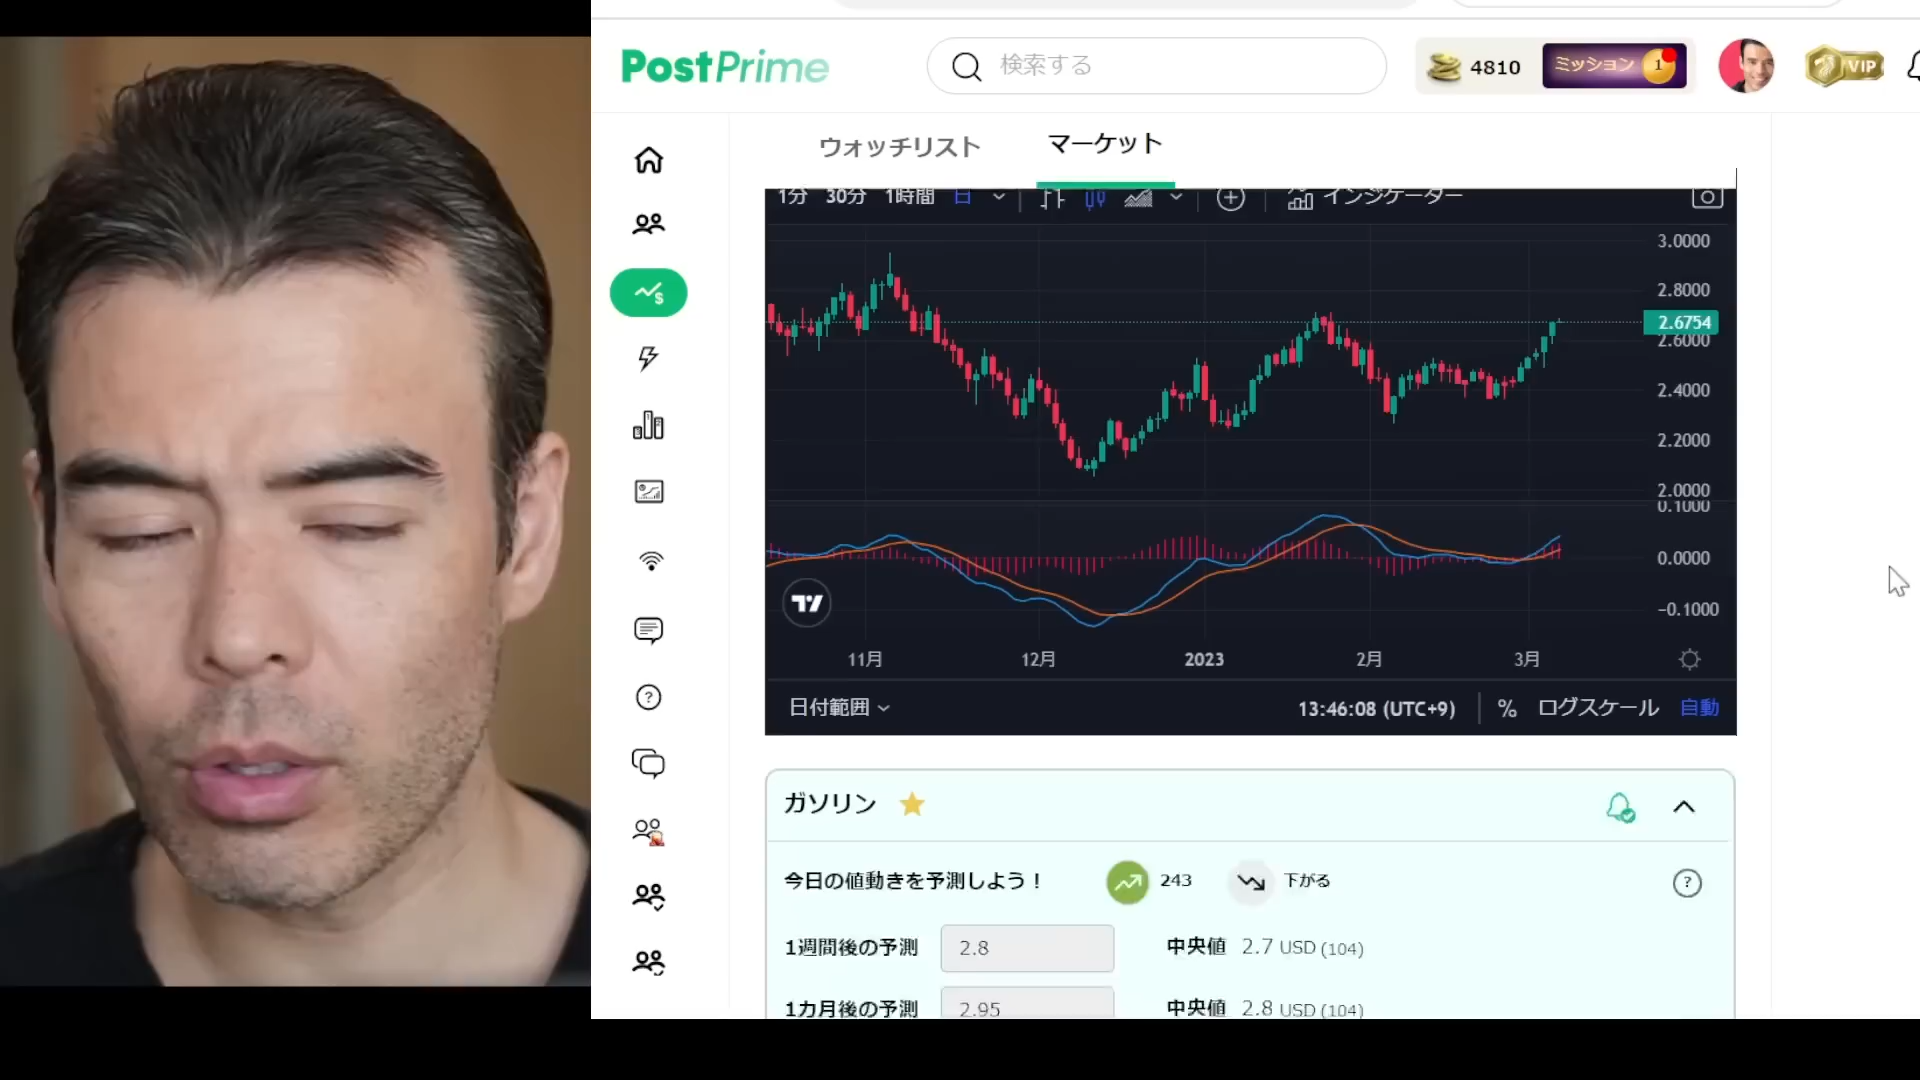 PostPrime
検索する
4810
ミッション 1
VIP
ウォッチリスト
マーケット
1分 30分 1時間 日
インジケーター
3.0000
2.8000
2.6754
2.6000
2.4000
2.2000
2.0000
0.1000
0.0000
-0.1000
11月 12月 2023 2月 3月
日付範囲
13:46:08 (UTC+9)
% ログスケール 自動
ガソリン
今日の値動きを予測しよう！ 243 下がる
?
1週間後の予測 2.8 中央値 2.7 USD (104)
1カ月後の予測 2.95 中央値 2.8 USD (104)